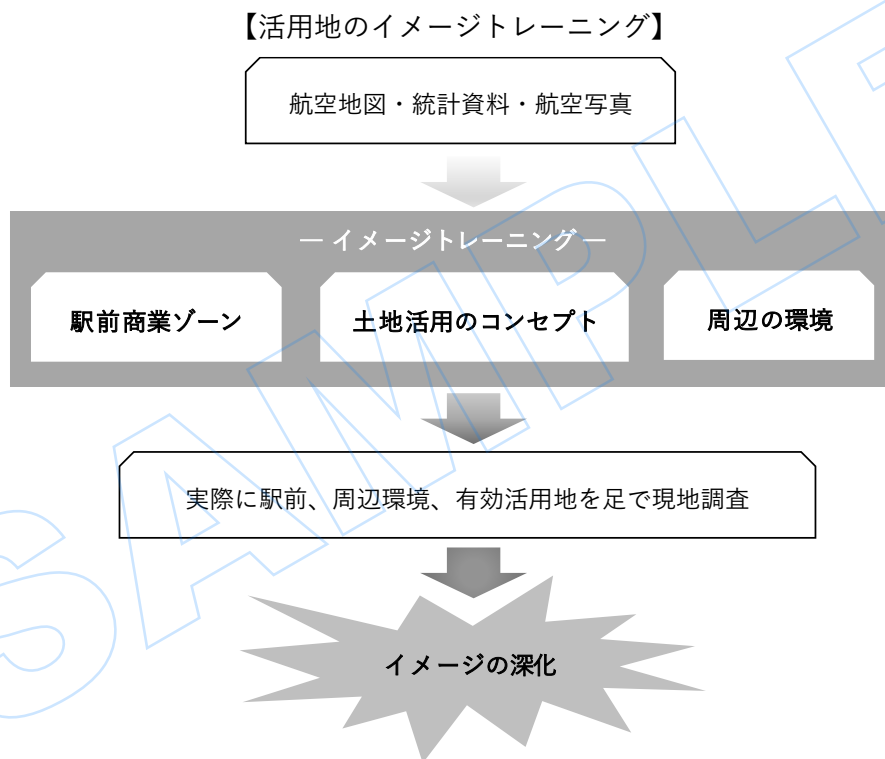 【活用地のイメージトレーニング】
航空地図・統計資料・航空写真
― イメージトレーニング ―
駅前商業ゾーン
土地活用のコンセプト
周辺の環境
実際に駅前、周辺環境、有効活用地を足で現地調査
イメージの深化
SAMPLE